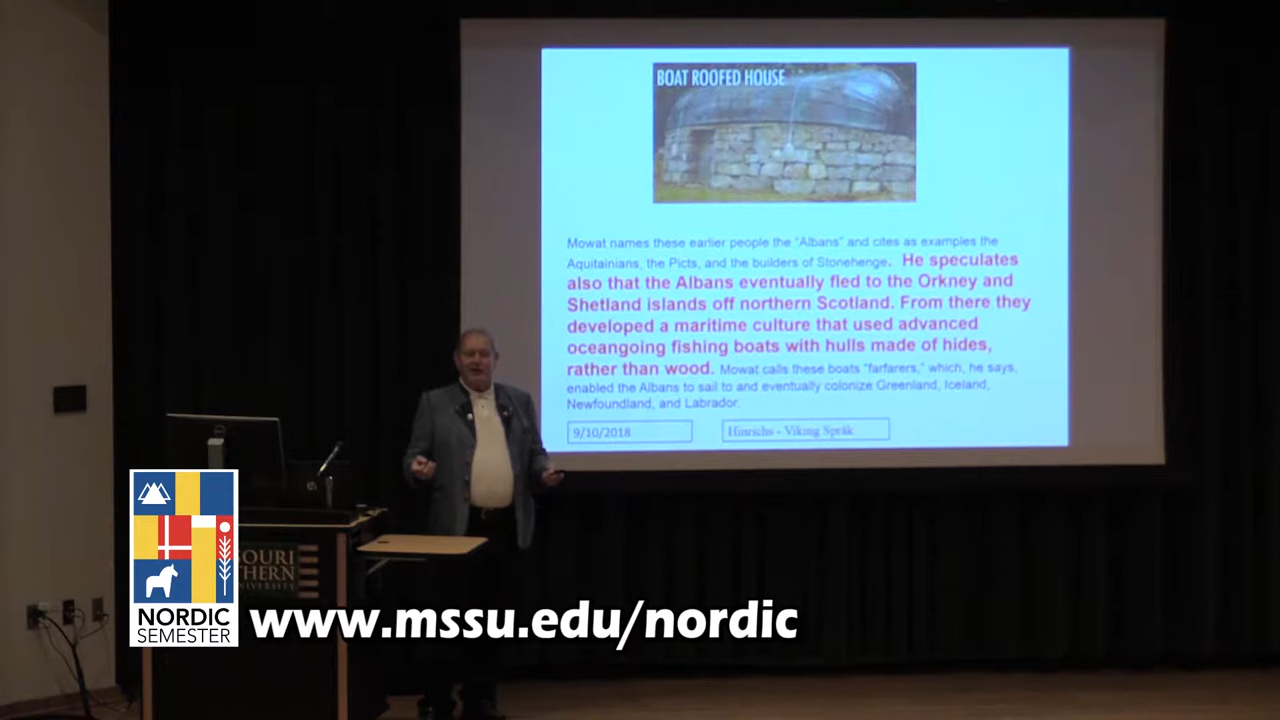 BOAT ROOFED HOUSE
Mowat names these earlier people the "Albans" and cites as examples the
Aquitainians, the Picts, and the builders of Stonehenge. He speculates
also that the Albans eventually fled to the Orkney and
Shetland islands off northern Scotland. From there they
developed a maritime culture that used advanced
oceangoing fishing boats with hulls made of hides,
rather than wood. Mowat calls these boats "farfarers," which, he says,
enabled the Albans to sail to and eventually colonize Greenland, Iceland,
Newfoundland, and Labrador.
9/10/2018
Hinrichs - Viking Speäk
OURI
HERN
IVERSITY
NORDIC
SEMESTER
www.mssu.edu/nordic